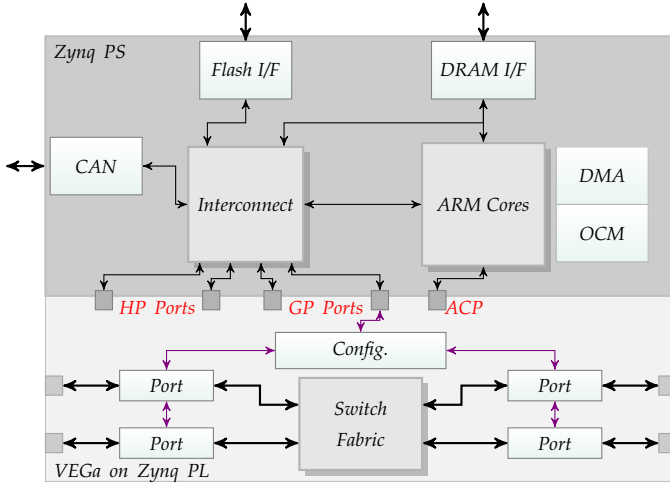 Zynq PS
Flash I/F
DRAM I/F
CAN
Interconnect
ARM Cores
DMA
OCM
HP Ports
GP Ports
ACP
Config.
Port
Port
Switch
Fabric
Port
Port
VEGa on Zynq PL